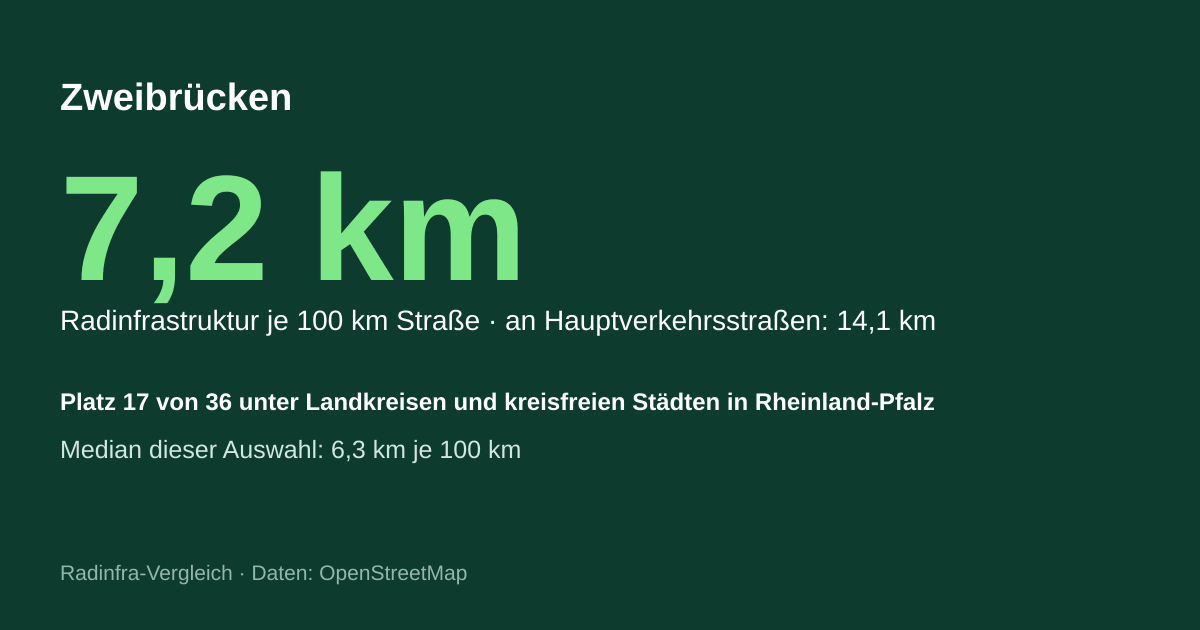 Zweibrücken
7,2 km
Radinfrastruktur je 100 km Straße · an Hauptverkehrsstraßen: 14,1 km
Platz 17 von 36 unter Landkreisen und kreisfreien Städten in Rheinland-Pfalz
Median dieser Auswahl: 6,3 km je 100 km
Radinfra-Vergleich · Daten: OpenStreetMap